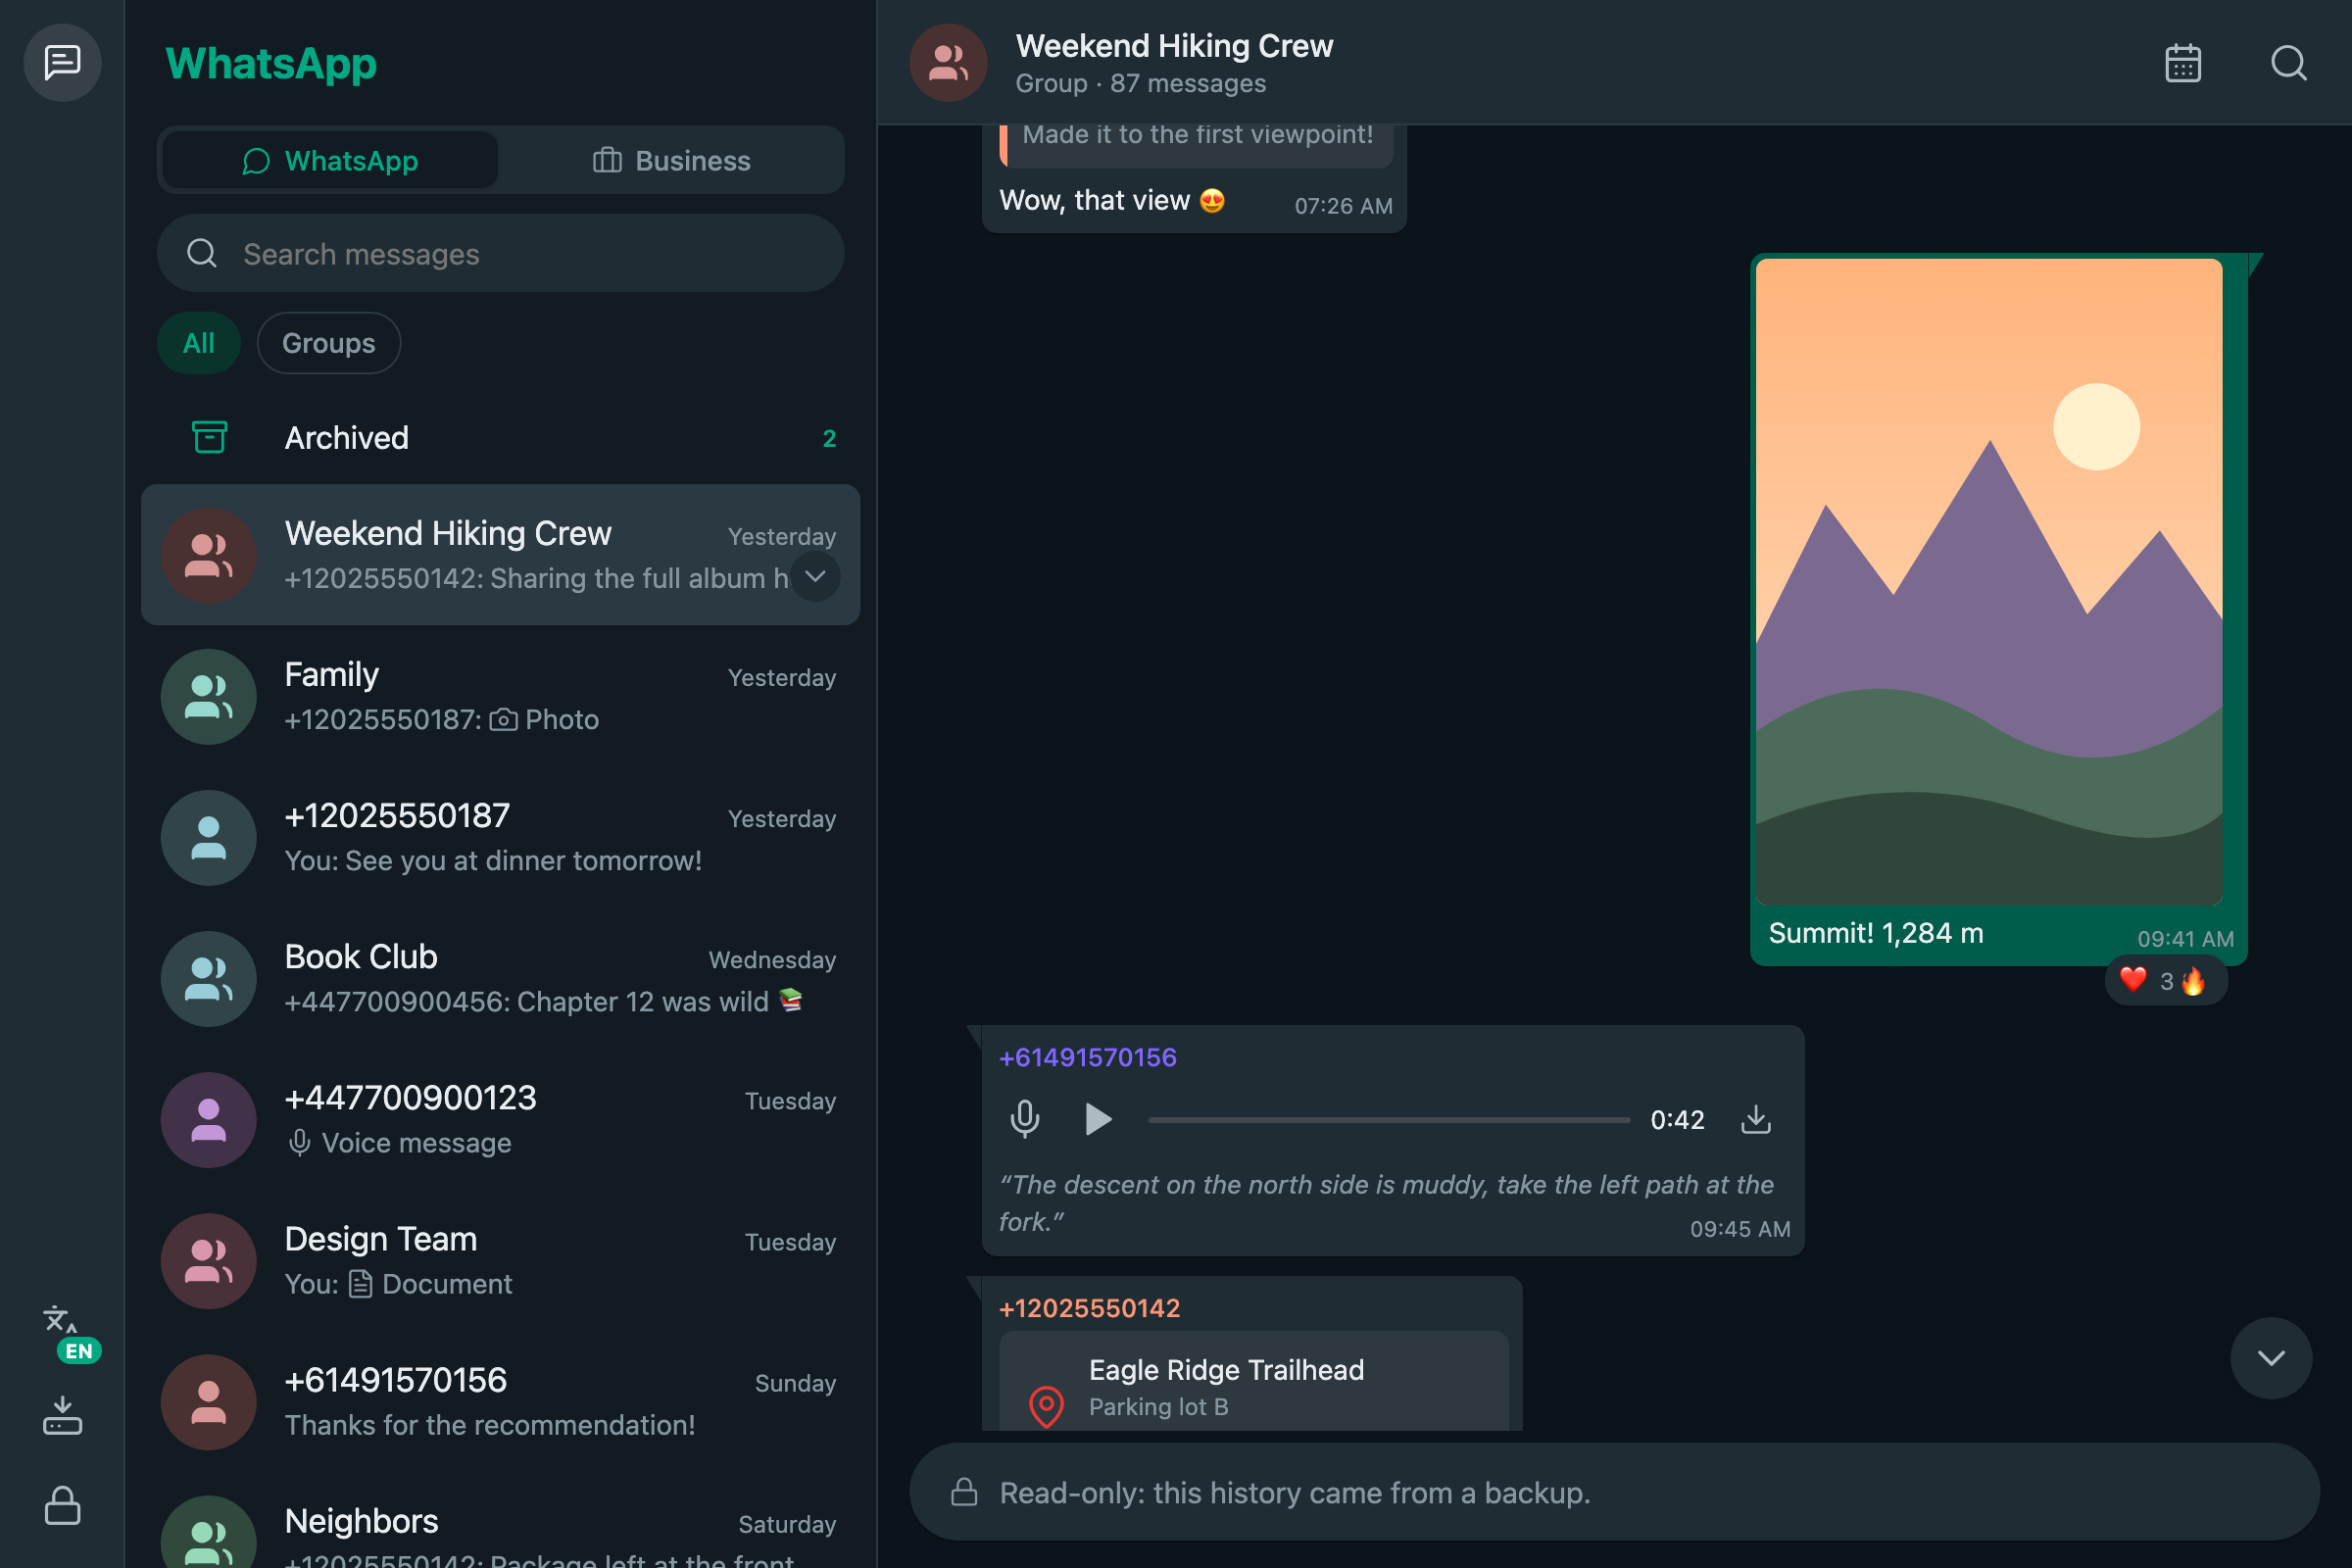 WhatsApp
WhatsApp
Business
Search messages
All
Groups
Archived
2
Weekend Hiking Crew
Yesterday
+12025550142: Sharing the full album h
Family
Yesterday
+12025550187: Photo
+12025550187
Yesterday
You: See you at dinner tomorrow!
Book Club
Wednesday
+447700900456: Chapter 12 was wild 📚
+447700900123
Tuesday
Voice message
Design Team
Tuesday
You: Document
+61491570156
Sunday
Thanks for the recommendation!
Neighbors
Saturday
+12025550142: Package left at the front
EN
Weekend Hiking Crew
Group · 87 messages
Made it to the first viewpoint!
Wow, that view 😍
07:26 AM
Summit! 1,284 m
09:41 AM
❤️ 3 🔥
+61491570156
0:42
“The descent on the north side is muddy, take the left path at the
fork.”
09:45 AM
+12025550142
Eagle Ridge Trailhead
Parking lot B
Read-only: this history came from a backup.